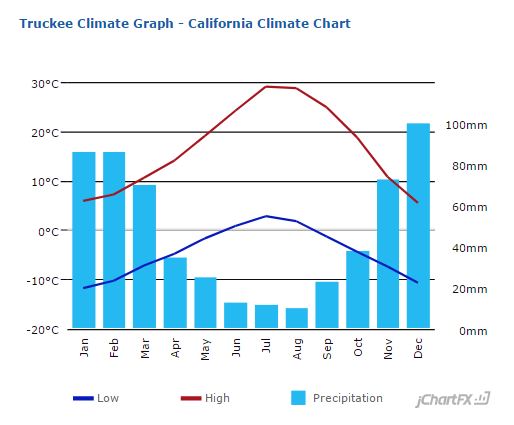 Truckee Climate Graph - California Climate Chart
30°C
20°C
10°C
0°C
-10°C
-20°C
100mm
80mm
60mm
40mm
20mm
0mm
Jan
Feb
Mar
Apr
May
Jun
Jul
Aug
Sep
Oct
Nov
Dec
Low
High
Precipitation
jChartFX